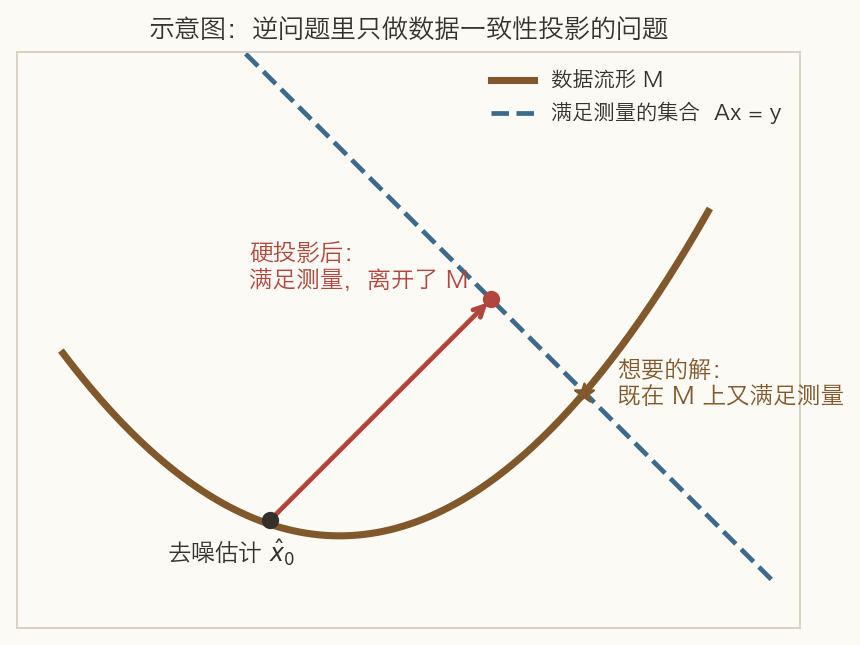 示意图：逆问题里只做数据一致性投影的问题
数据流形 M
满足测量的集合 Ax = y
硬投影后：
满足测量，离开了 M
想要的解：
既在 M 上又满足测量
去噪估计 x̂₀